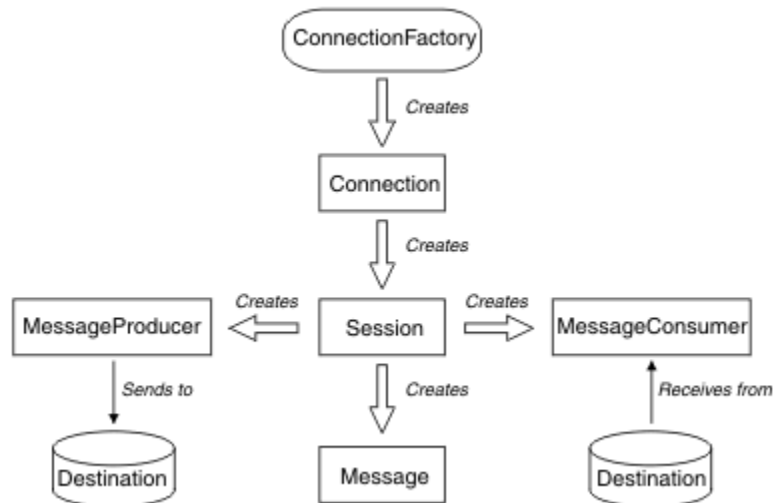 ConnectionFactory
Creates
Connection
Creates
Creates
Creates
MessageProducer
Session
MessageConsumer
Sends to
Creates
Receives from
Destination
Message
Destination